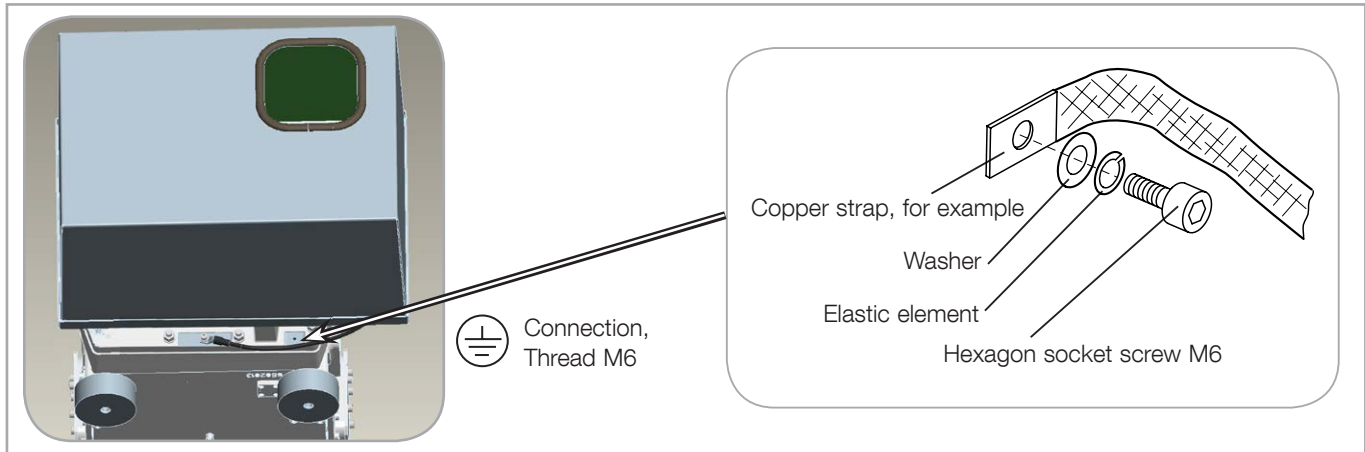 Connection,
Thread M6
Copper strap, for example
Washer
Elastic element
Hexagon socket screw M6